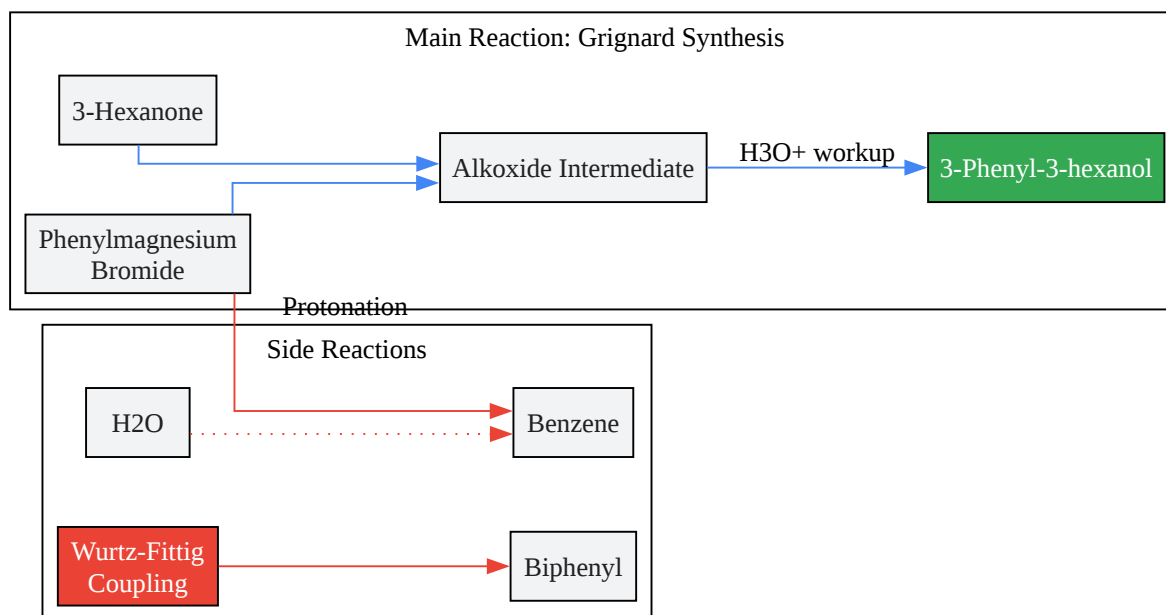 Main Reaction: Grignard Synthesis
3-Hexanone
Alkoxide Intermediate
H3O+ workup
3-Phenyl-3-hexanol
Phenylmagnesium
Bromide
Protonation
Side Reactions
H2O
Benzene
Wurtz-Fittig
Coupling
Biphenyl